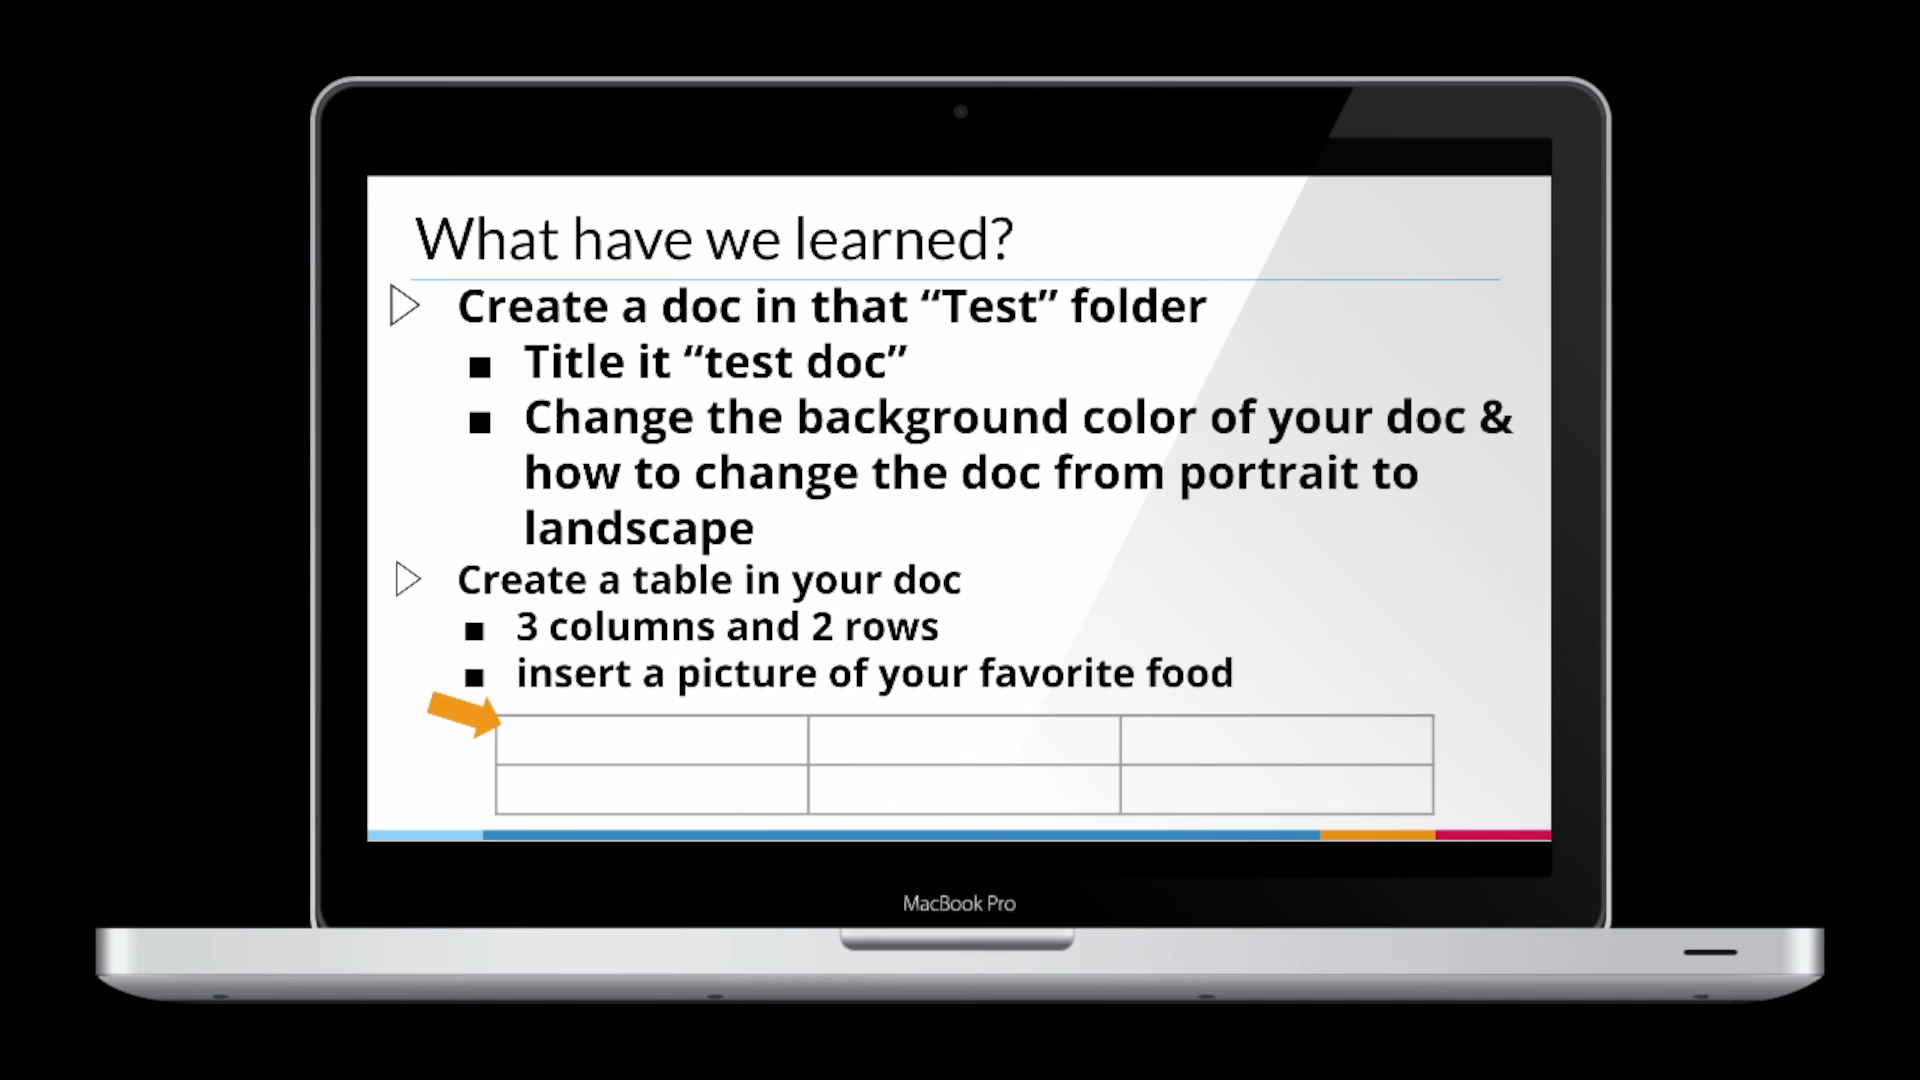 What have we learned?
Create a doc in that “Test” folder
Title it “test doc”
Change the background color of your doc &
how to change the doc from portrait to
landscape
Create a table in your doc
3 columns and 2 rows
insert a picture of your favorite food
MacBook Pro